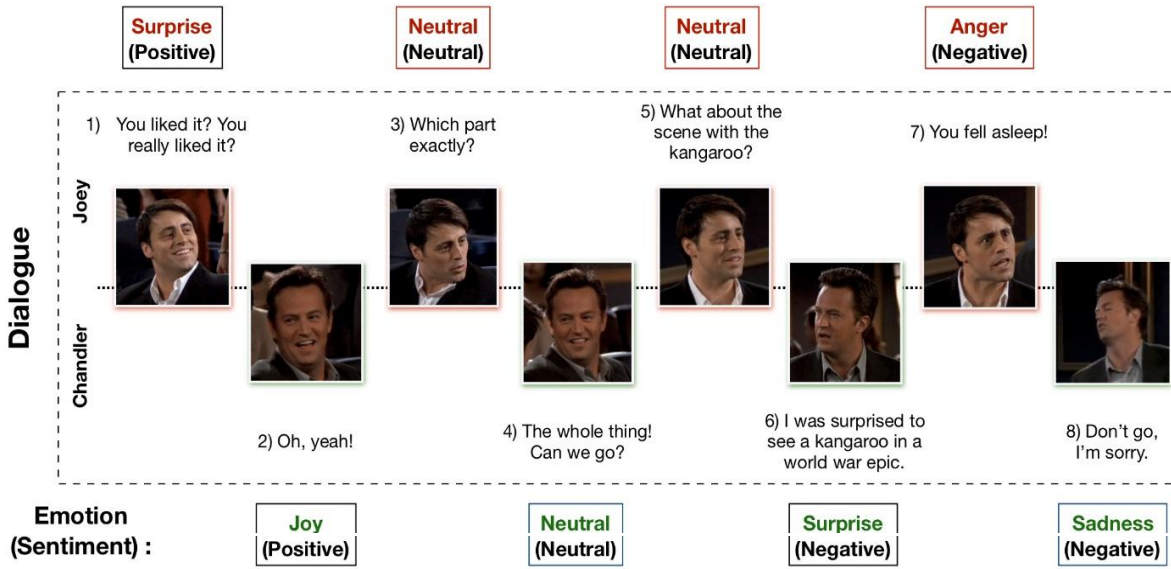 Surprise
(Positive)
Neutral
(Neutral)
Neutral
(Neutral)
Anger
(Negative)
Dialogue
Joey
Chandler
1) You liked it? You
really liked it?
2) Oh, yeah!
3) Which part
exactly?
4) The whole thing!
Can we go?
5) What about the
scene with the
kangaroo?
6) I was surprised to
see a kangaroo in a
world war epic.
7) You fell asleep!
8) Don’t go,
I’m sorry.
Emotion
(Sentiment) :
Joy
(Positive)
Neutral
(Neutral)
Surprise
(Negative)
Sadness
(Negative)